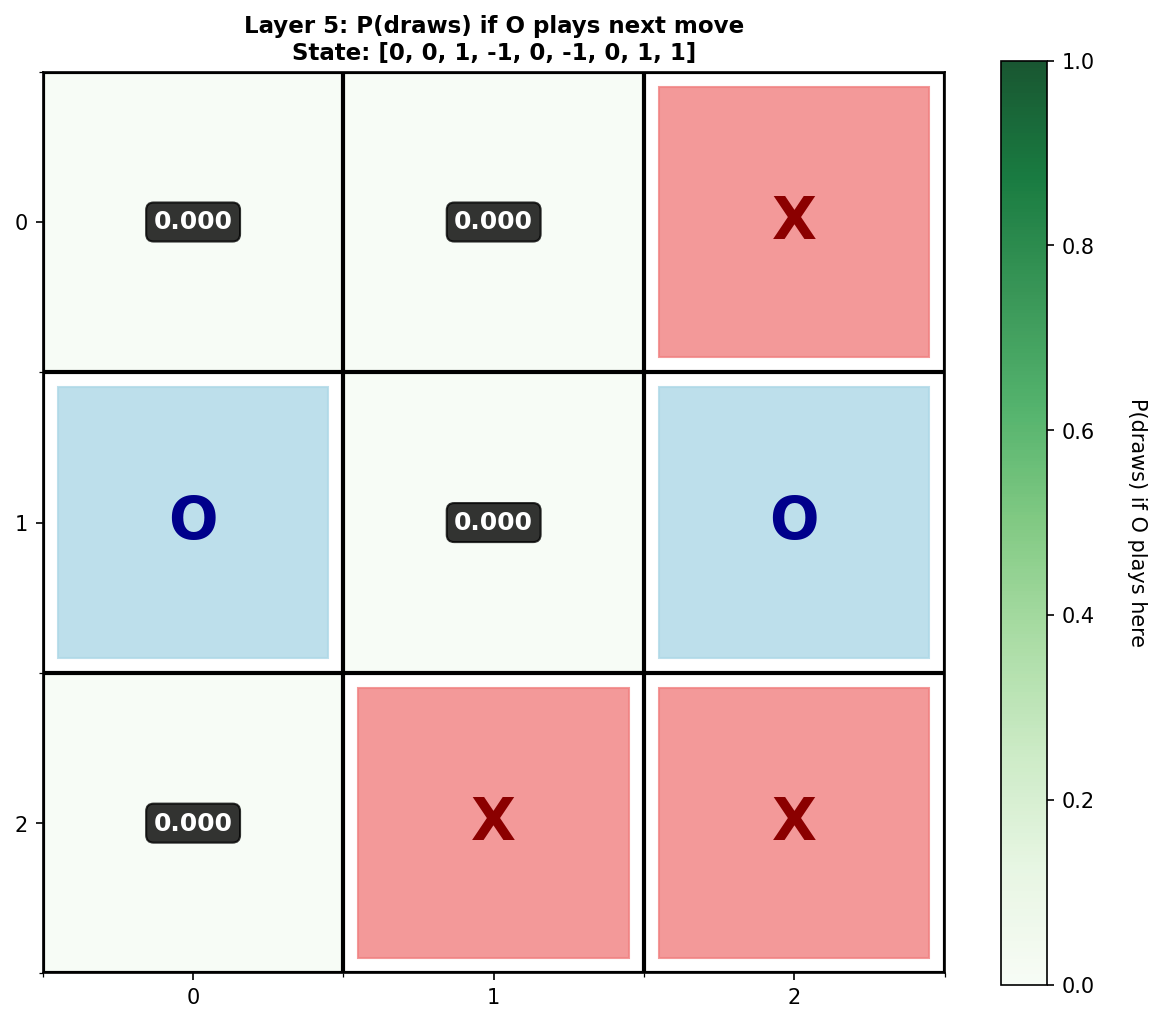 Layer 5: P(draws) if O plays next move
State: [0, 0, 1, -1, 0, -1, 0, 1, 1]
1.0
0.8
0.6
0.4
0.2
0.0
P(draws) if O plays here
0
0.000
0.000
X
1
O
0.000
O
2
0.000
X
X
0
1
2